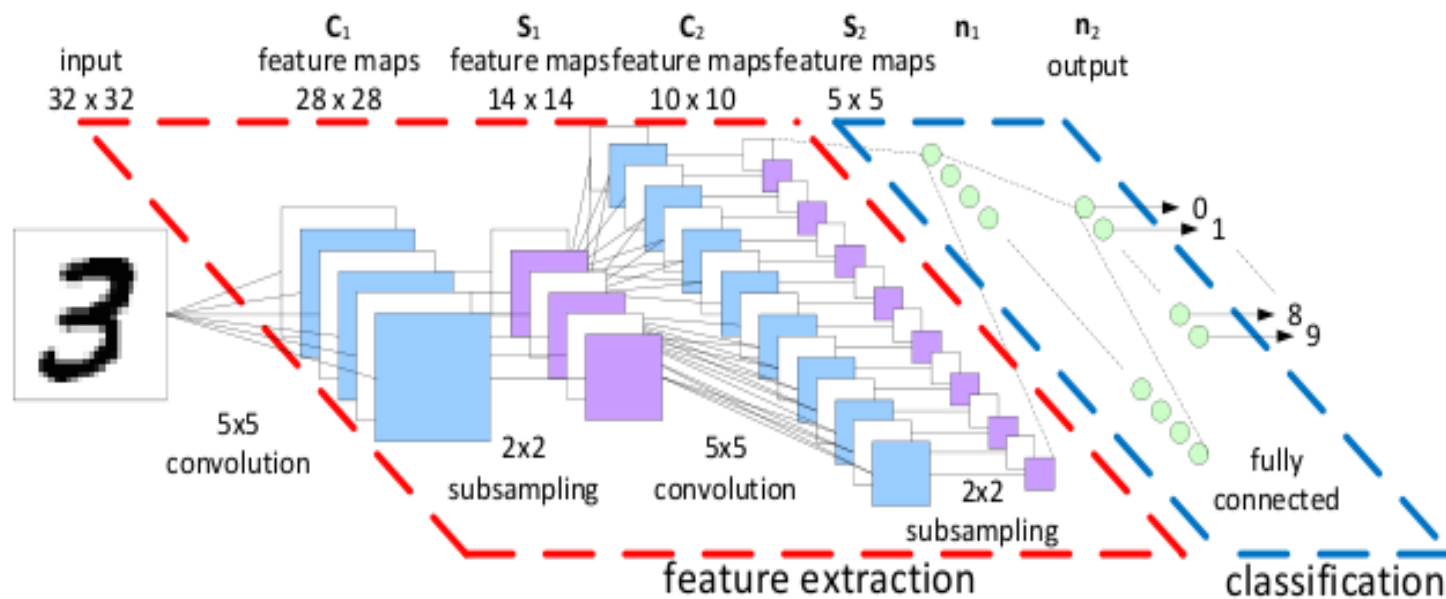 input
32 x 32
C1
feature maps
28 x 28
S1
feature maps
14 x 14
C2
feature maps
10 x 10
S2
feature maps
5 x 5
n1
n2
output
3
0
1
8
9
5x5
convolution
2x2
subsampling
5x5
convolution
2x2
subsampling
fully
connected
feature extraction
classification